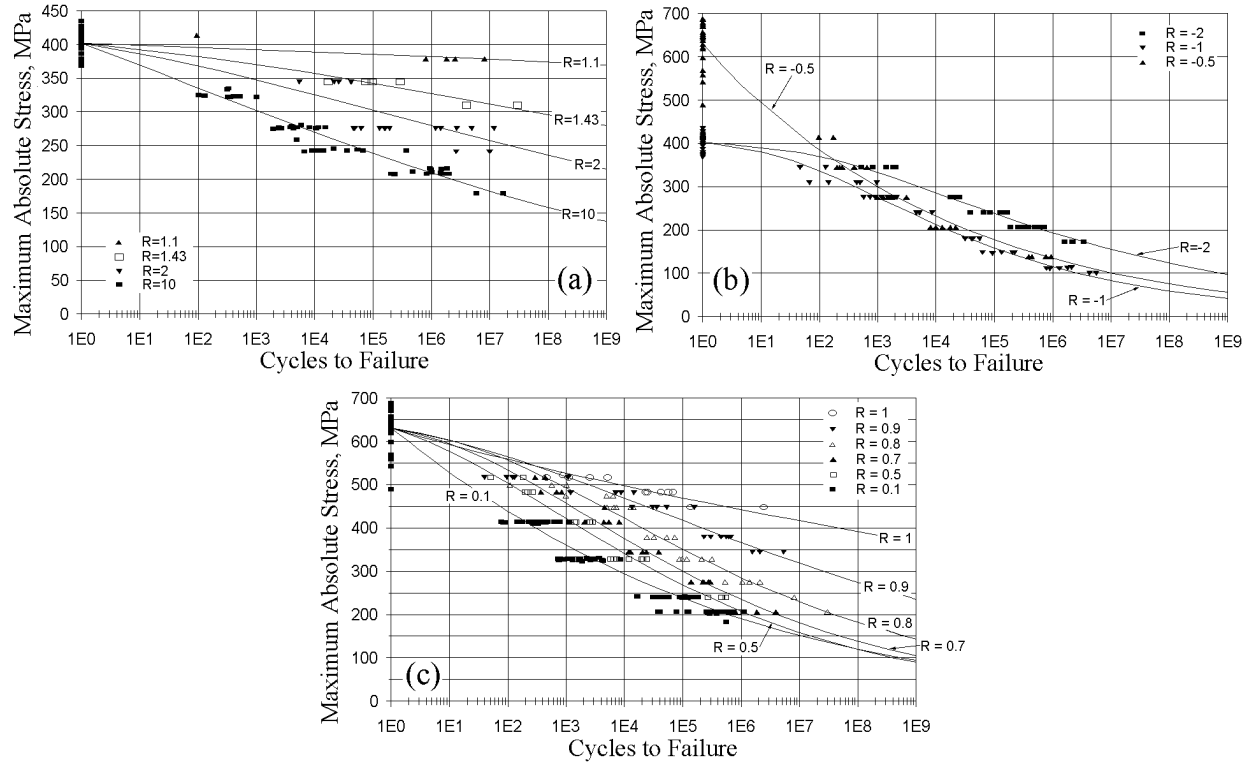 Maximum Absolute Stress, MPa
450
400
350
300
250
200
150
100
50
0
R=1.1
R=1.43
R=2
R=10
R=1.1
R=1.43
R=2
R=10
(a)
1E0 1E1 1E2 1E3 1E4 1E5 1E6 1E7 1E8 1E9
Cycles to Failure
Maximum Absolute Stress, MPa
700
600
500
400
300
200
100
0
R = -2
R = -1
R = -0.5
R = -0.5
R=-2
R = -1
(b)
1E0 1E1 1E2 1E3 1E4 1E5 1E6 1E7 1E8 1E9
Cycles to Failure
Maximum Absolute Stress, MPa
700
600
500
400
300
200
100
0
R = 1
R = 0.9
R = 0.8
R = 0.7
R = 0.5
R = 0.1
R = 0.1
R = 1
R = 0.9
R = 0.8
R = 0.7
R = 0.5
(c)
1E0 1E1 1E2 1E3 1E4 1E5 1E6 1E7 1E8 1E9
Cycles to Failure